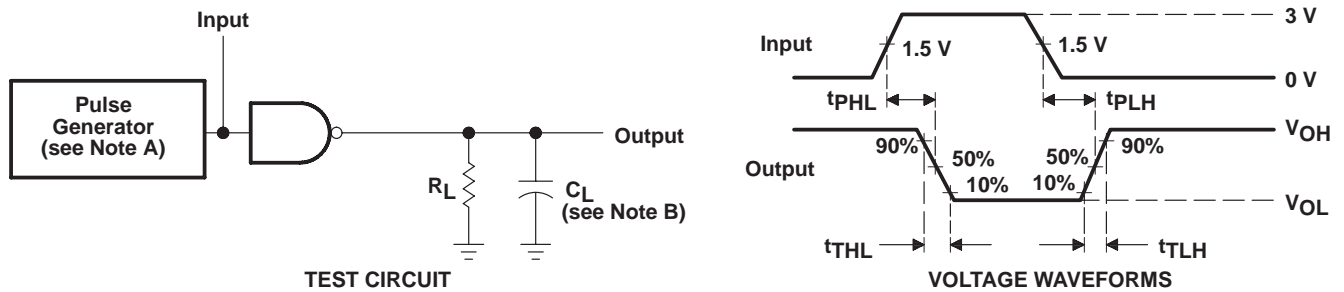 Input
Pulse
Generator
(see Note A)
Output
RL
CL
(see Note B)
TEST CIRCUIT
3 V
Input
1.5 V
1.5 V
0 V
tPHL
tPLH
VOH
90%
90%
50%
50%
Output
10%
10%
VOL
tTHL
tTLH
VOLTAGE WAVEFORMS